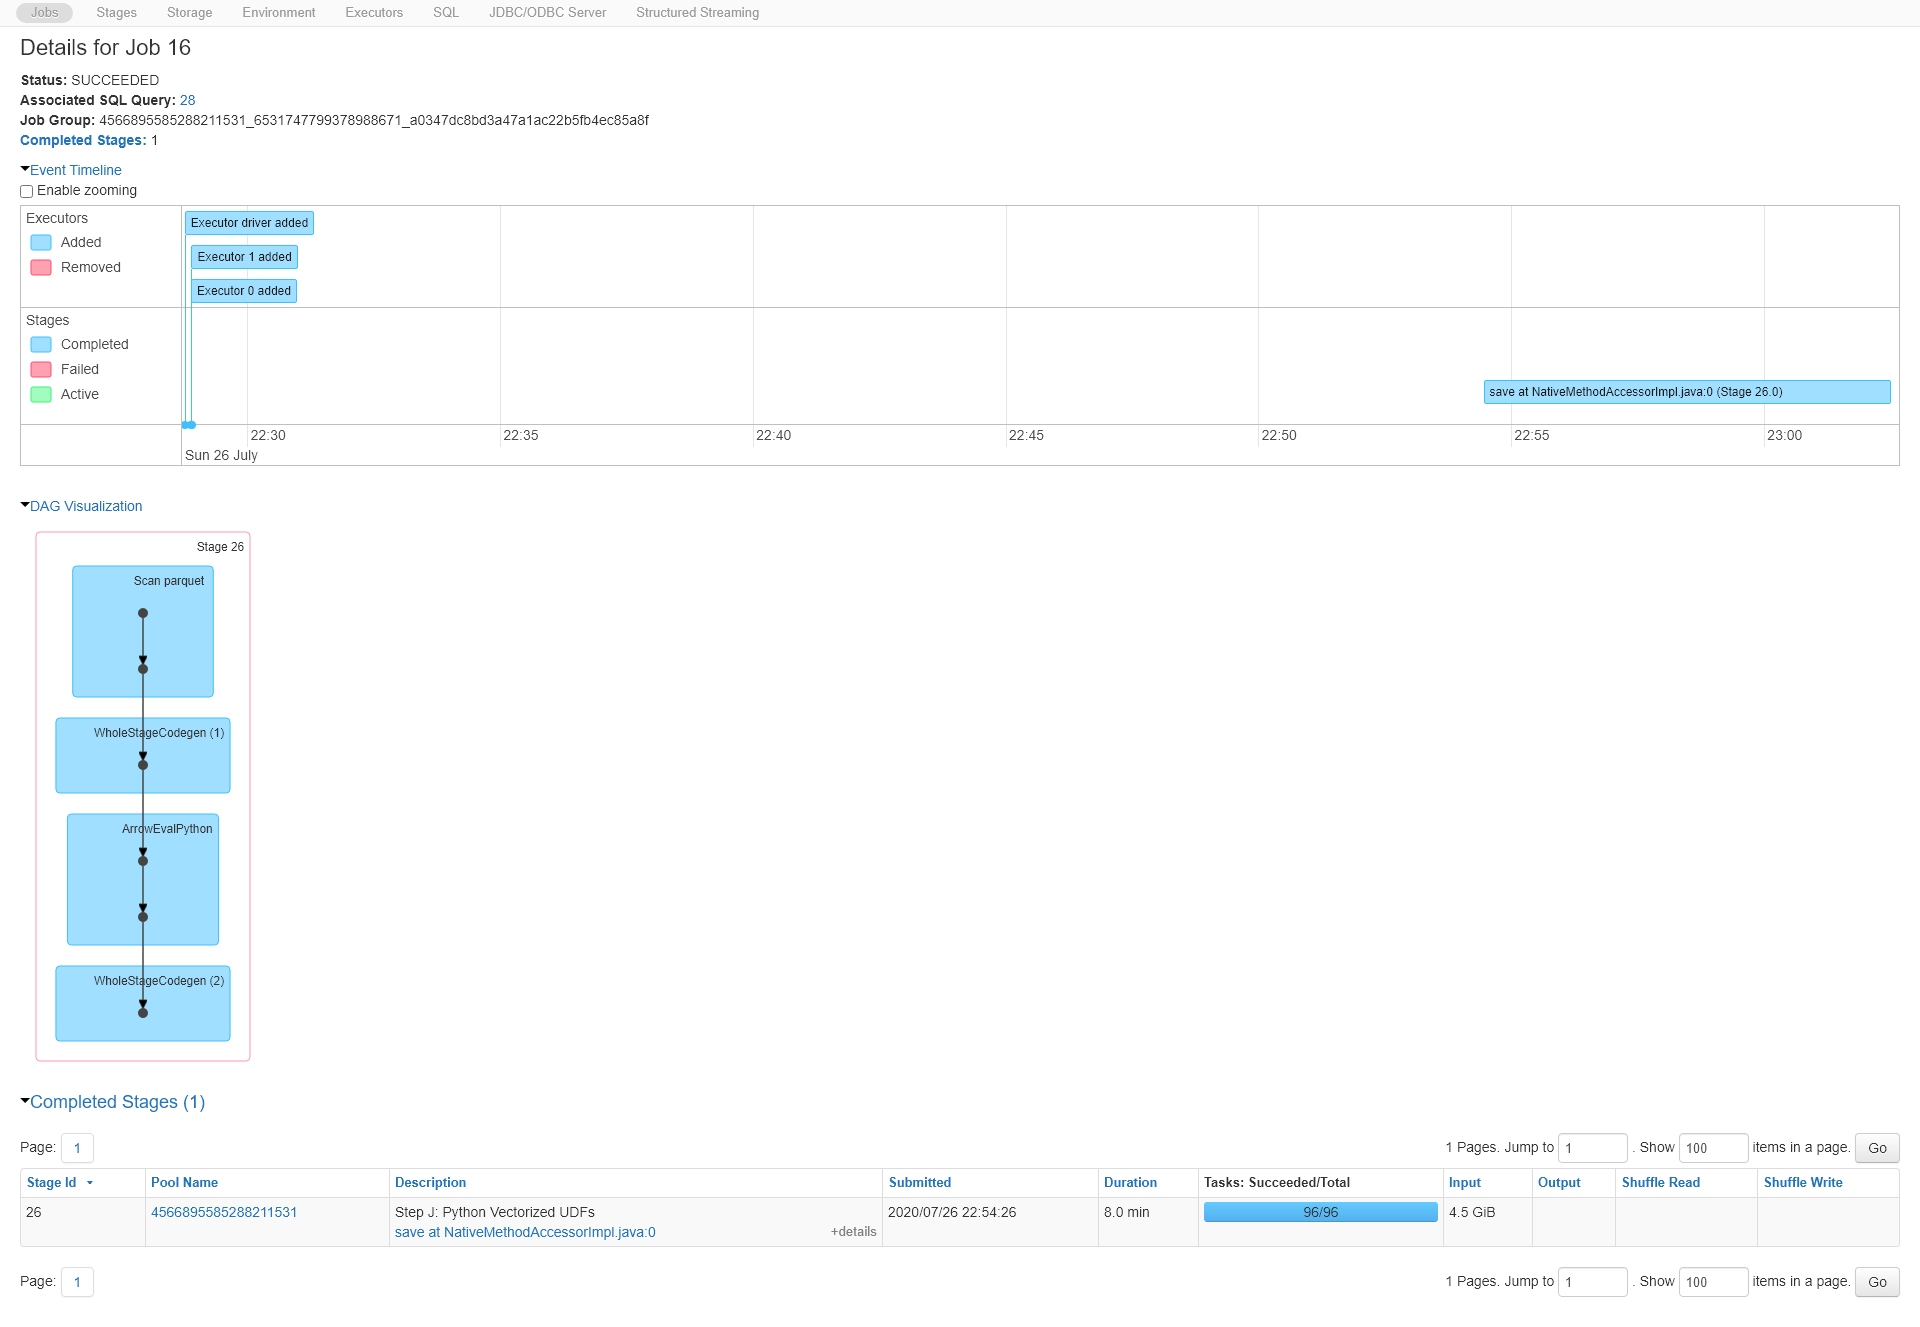 Jobs Stages Storage Environment Executors SQL JDBC/ODBC Server Structured Streaming
Details for Job 16
Status: SUCCEEDED
Associated SQL Query: 28
Job Group: 4566895585288211531_6531747799378988671_a0347dc8bd3a47a1ac22b5fb4ec85a8f
Completed Stages: 1
Event Timeline
Enable zooming
Executors
Added
Removed
Executor driver added
Executor 1 added
Executor 0 added
Stages
Completed
Failed
Active
save at NativeMethodAccessorImpl.java:0 (Stage 26.0)
22:30 22:35 22:40 22:45 22:50 22:55 23:00
Sun 26 July
DAG Visualization
Stage 26
Scan parquet
WholeStageCodegen (1)
ArrowEvalPython
WholeStageCodegen (2)
Completed Stages (1)
Page: 1 1 Pages. Jump to 1 . Show 100 items in a page. Go
Stage Id Pool Name Description Submitted Duration Tasks: Succeeded/Total Input Output Shuffle Read Shuffle Write
26 4566895585288211531 Step J: Python Vectorized UDFs 2020/07/26 22:54:26 8.0 min 96/96 4.5 GiB
save at NativeMethodAccessorImpl.java:0 +details
Page: 1 1 Pages. Jump to 1 . Show 100 items in a page. Go